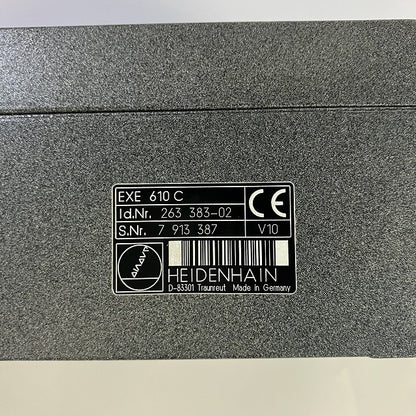 EXE 610 C
Id.Nr. 263 383-02
S.Nr. 7 913 387 V10
CE
HEIDENHAIN
D-83301 Traunreut Made in Germany